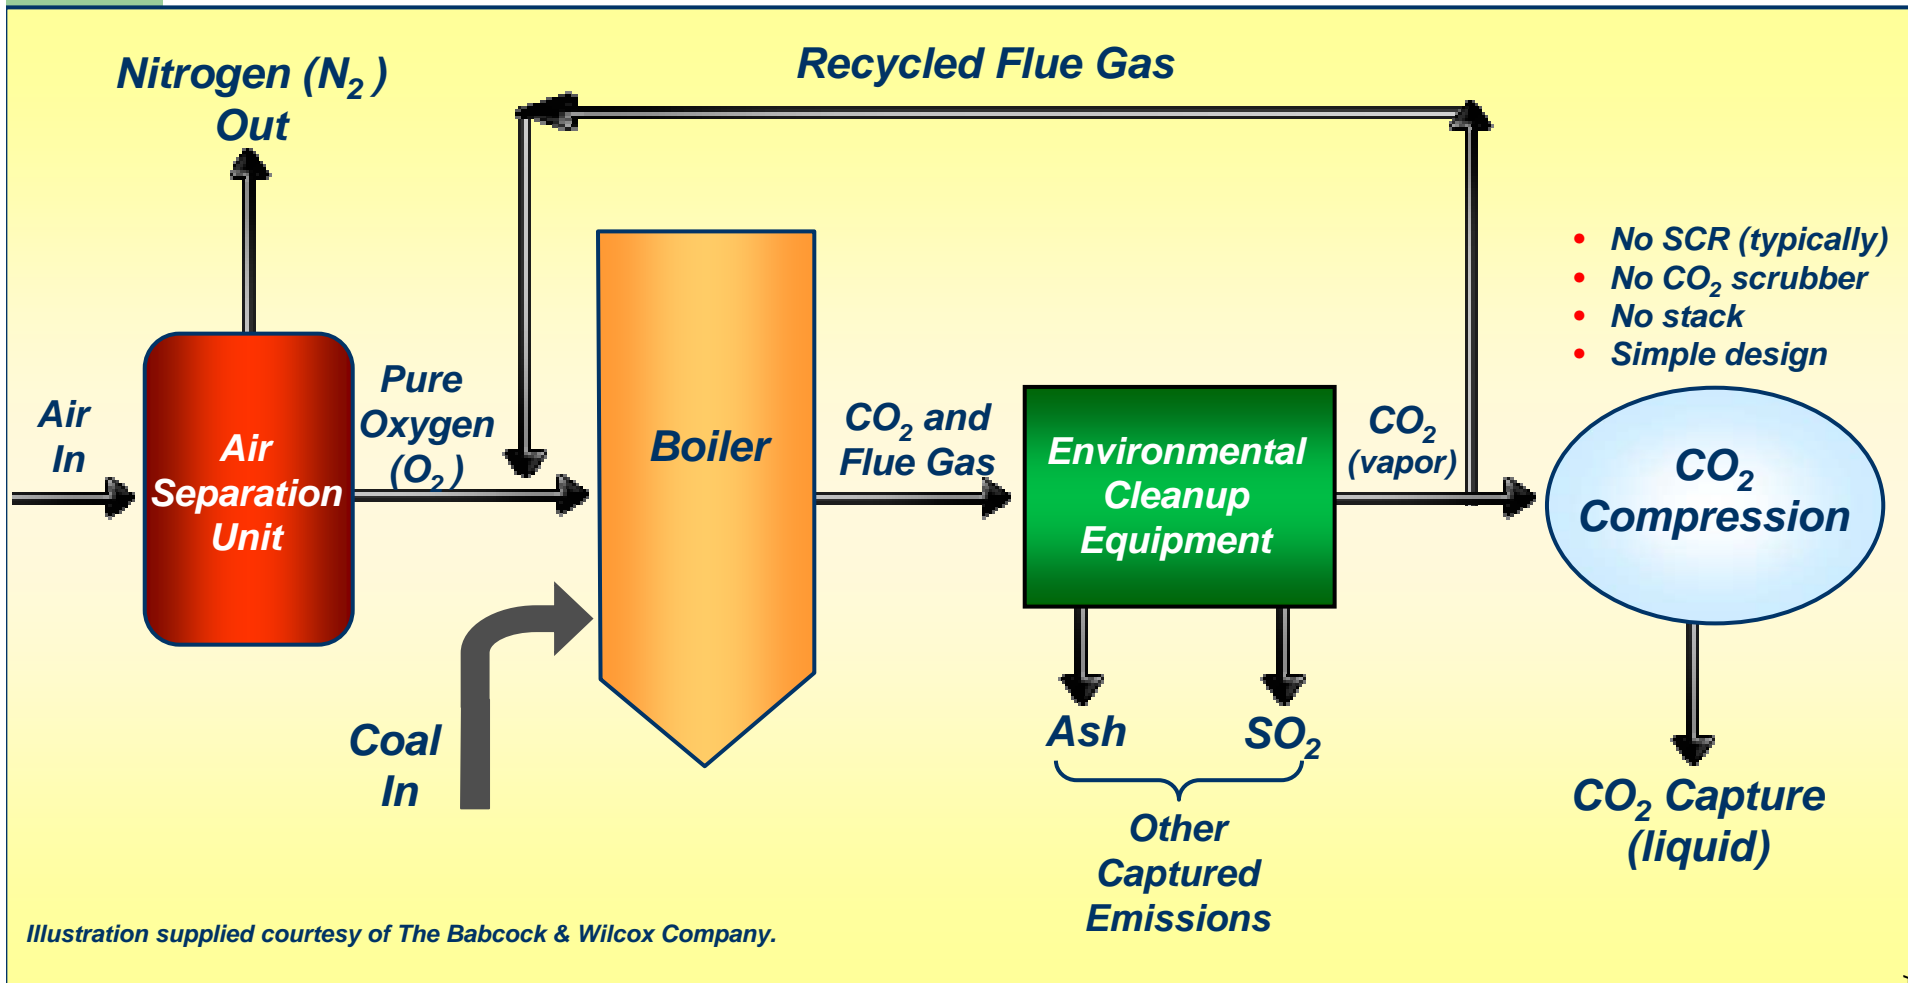 Nitrogen (N2 )
Out
Recycled Flue Gas
• No SCR (typically)
• No CO2 scrubber
• No stack
• Simple design
Air
In
Air
Separation
Unit
Pure
Oxygen
(O2 )
Boiler
CO2 and
Flue Gas
Environmental
Cleanup
Equipment
CO2
(vapor)
CO2
Compression
Coal
In
Ash
SO2
Other
Captured
Emissions
CO2 Capture
(liquid)
Illustration supplied courtesy of The Babcock & Wilcox Company.